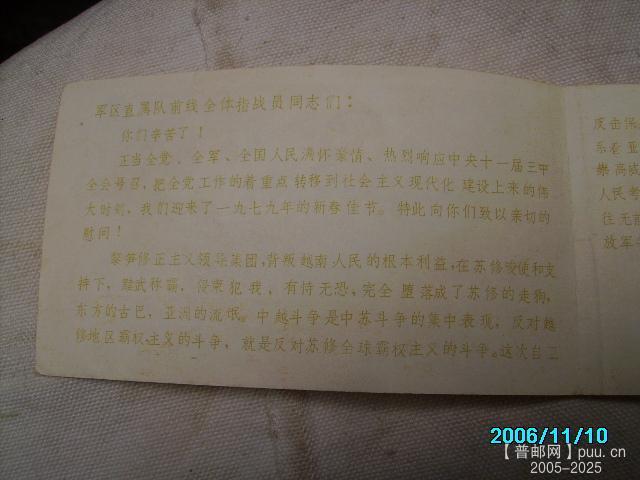 军区直属队前线全体指战员同志们：
你们辛苦了！
正当全党、全军、全国人民满怀豪情、热烈响应中央十一届三中
全会号召，把全党工作的着重点转移到社会主义现代化建设上来的伟
大时刻，我们迎来了一九七九年的新春佳节。特此向你们致以亲切的
慰问！
黎笋修正主义领导集团，背叛越南人民的根本利益，在苏修唆使和支
持下，黩武称霸，侵柬犯我，有恃无恐，完全堕落成了苏修的走狗，
东方的古巴，亚洲的流氓。中越斗争是中苏斗争的集中表现，反对越
修地区霸权主义的斗争，就是反对苏修全球霸权主义的斗争。这次自卫
反击保
东着亚
崇高
人民考
往无
放军
2006/11/10
【普邮网】puu.cn
2005-2025